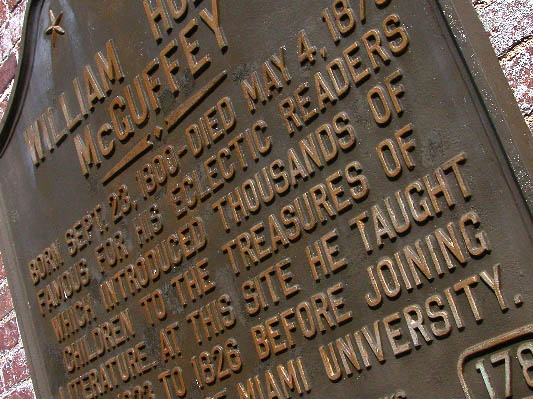 WILLIAM HO
MCGUFFEY
BORN SEPT. 23, 1800-DIED MAY 4, 187
FAMOUS FOR HIS ECLECTIC READERS
WHICH INTRODUCED THOUSANDS OF
CHILDREN TO THE TREASURES OF
LITERATURE. AT THIS SITE HE TAUGHT
TO 1826 BEFORE JOINING
MIAMI UNIVERSITY.
178